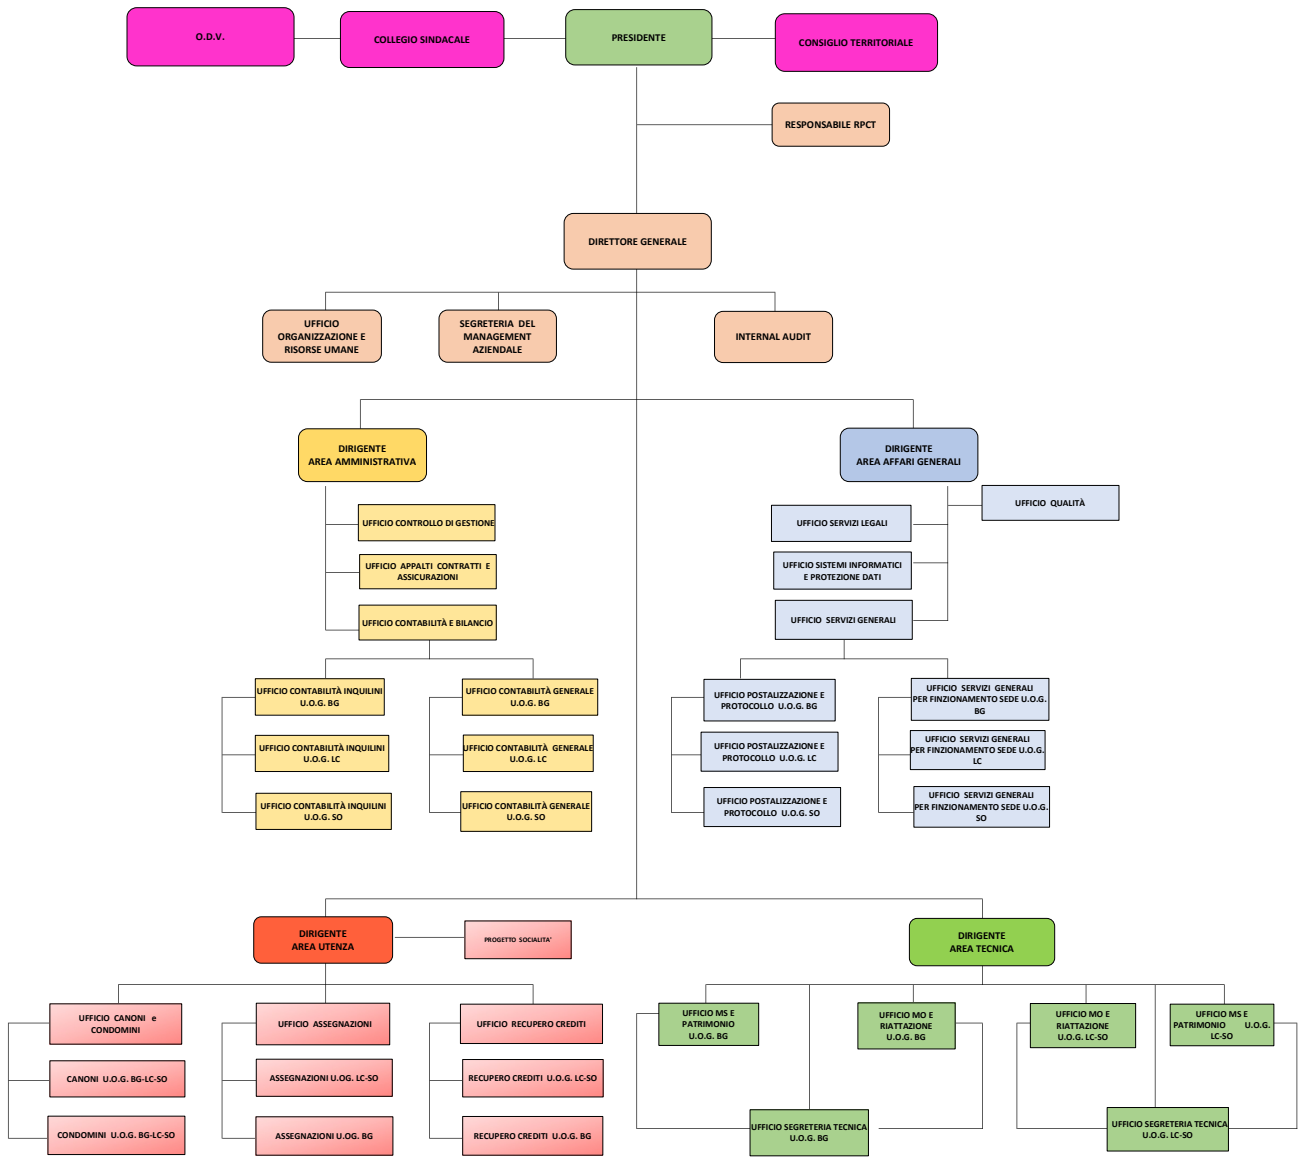 O.D.V.
COLLEGIO SINDACALE
PRESIDENTE
CONSIGLIO TERRITORIALE
RESPONSABILE RPCT
DIRETTORE GENERALE
UFFICIO
ORGANIZZAZIONE E
RISORSE UMANE
SEGRETERIA DEL
MANAGEMENT
AZIENDALE
INTERNAL AUDIT
DIRIGENTE
AREA AMMINISTRATIVA
DIRIGENTE
AREA AFFARI GENERALI
UFFICIO CONTROLLO DI GESTIONE
UFFICIO APPALTI CONTRATTI E
ASSICURAZIONI
UFFICIO CONTABILITÀ E BILANCIO
UFFICIO QUALITÀ
UFFICIO SERVIZI LEGALI
UFFICIO SISTEMI INFORMATICI
E PROTEZIONE DATI
UFFICIO SERVIZI GENERALI
UFFICIO CONTABILITÀ INQUILINI
U.O.G. BG
UFFICIO CONTABILITÀ INQUILINI
U.O.G. LC
UFFICIO CONTABILITÀ INQUILINI
U.O.G. SO
UFFICIO CONTABILITÀ GENERALE
U.O.G. BG
UFFICIO CONTABILITÀ GENERALE
U.O.G. LC
UFFICIO CONTABILITÀ GENERALE
U.O.G. SO
UFFICIO POSTALIZZAZIONE E
PROTOCOLLO U.O.G. BG
UFFICIO POSTALIZZAZIONE E
PROTOCOLLO U.O.G. LC
UFFICIO POSTALIZZAZIONE E
PROTOCOLLO U.O.G. SO
UFFICIO SERVIZI GENERALI
PER FINZIONAMENTO SEDE U.O.G.
BG
UFFICIO SERVIZI GENERALI
PER FINZIONAMENTO SEDE U.O.G.
LC
UFFICIO SERVIZI GENERALI
PER FINZIONAMENTO SEDE U.O.G.
SO
DIRIGENTE
AREA UTENZA
PROGETTO SOCIALITA'
DIRIGENTE
AREA TECNICA
UFFICIO CANONI e
CONDOMINI
CANONI U.O.G. BG-LC-SO
CONDOMINI U.O.G. BG-LC-SO
UFFICIO ASSEGNAZIONI
ASSEGNAZIONI U.OG. LC-SO
ASSEGNAZIONI U.OG. BG
UFFICIO RECUPERO CREDITI
RECUPERO CREDITI U.O.G. LC-SO
RECUPERO CREDITI U.O.G. BG
UFFICIO MS E
PATRIMONIO
U.O.G. BG
UFFICIO MO E
RIATTAZIONE
U.O.G. BG
UFFICIO MO E
RIATTAZIONE
U.O.G. LC-SO
UFFICIO MS E
PATRIMONIO U.O.G.
LC-SO
UFFICIO SEGRETERIA TECNICA
U.O.G. BG
UFFICIO SEGRETERIA TECNICA
U.O.G. LC-SO